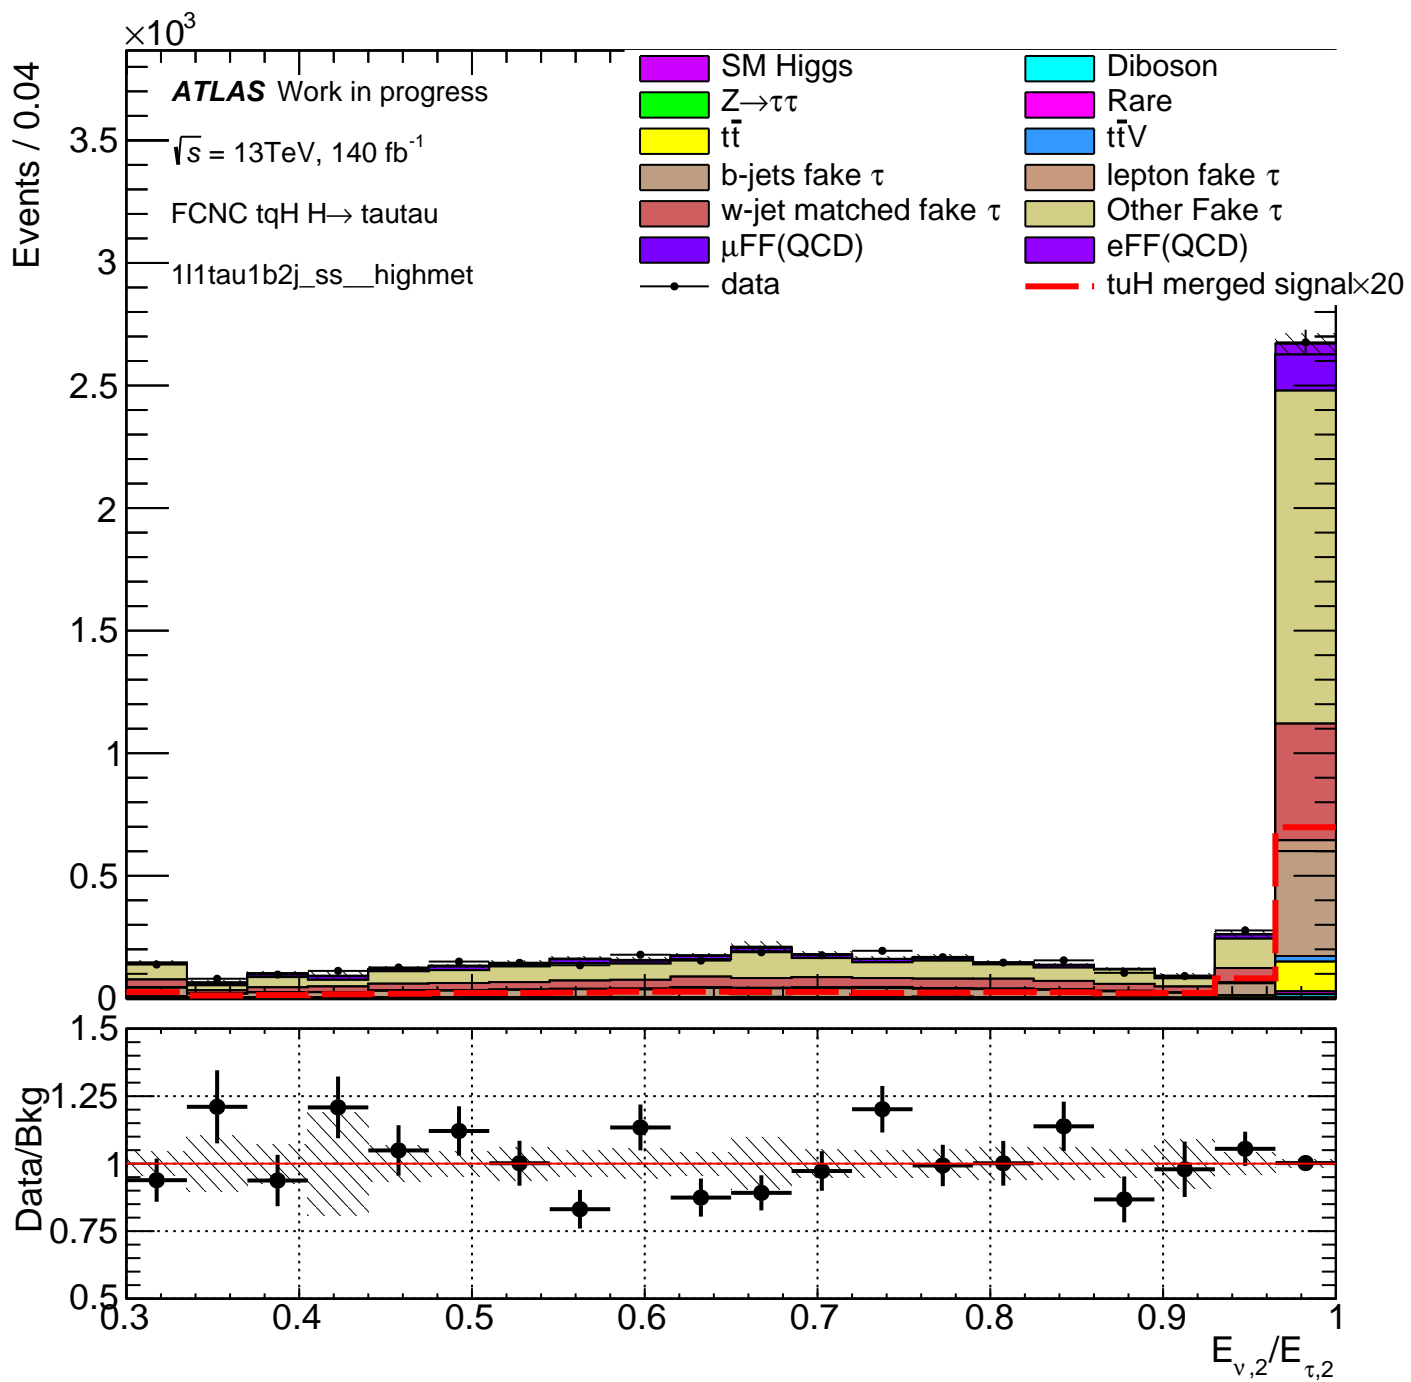 ×10³
Events / 0.04
ATLAS Work in progress
√s = 13TeV, 140 fb⁻¹
FCNC tqH H→ tautau
1l1tau1b2j_ss__highmet
SM Higgs
Diboson
Z→ττ
Rare
tt̄
tt̄V
b-jets fake τ
lepton fake τ
w-jet matched fake τ
Other Fake τ
μFF(QCD)
eFF(QCD)
data
tuH merged signal×20
3.5
3
2.5
2
1.5
1
0.5
0
Data/Bkg
1.5
1.25
1
0.75
0.5
0.3 0.4 0.5 0.6 0.7 0.8 0.9 1
E_ν,2/E_τ,2